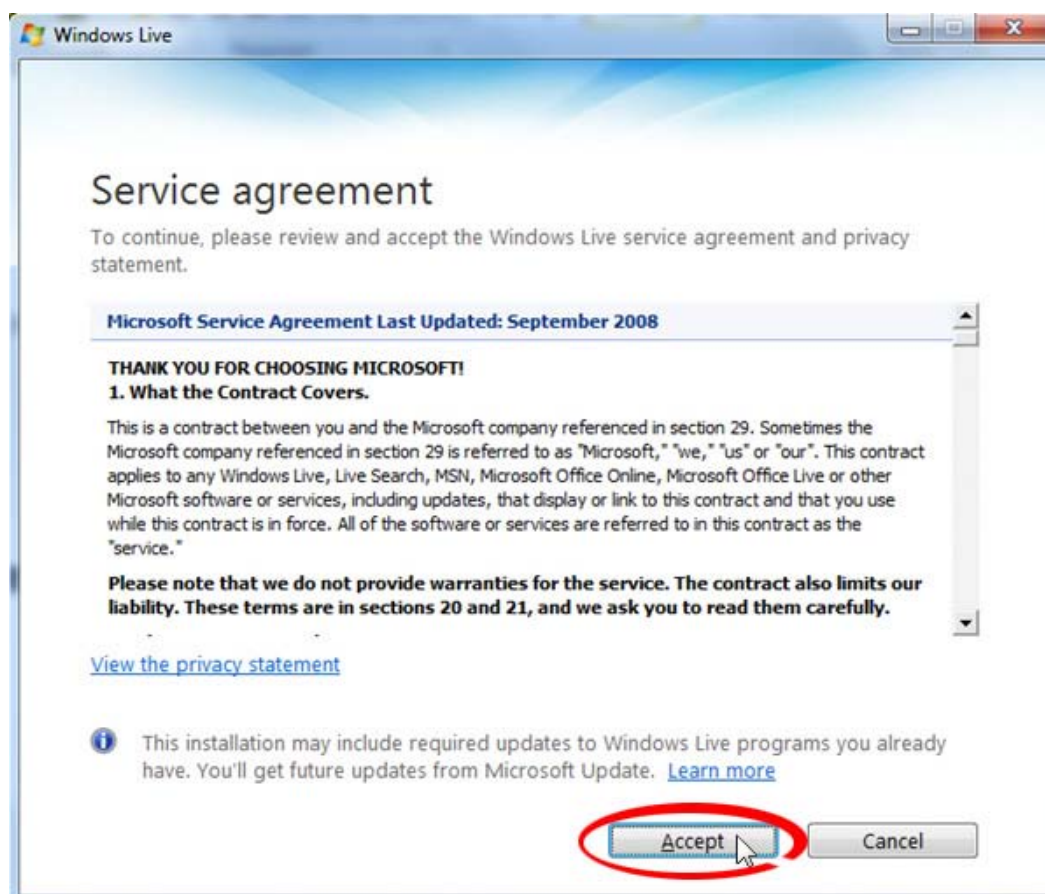 Windows Live
Service agreement
To continue, please review and accept the Windows Live service agreement and privacy
statement.
Microsoft Service Agreement Last Updated: September 2008
THANK YOU FOR CHOOSING MICROSOFT!
1. What the Contract Covers.
This is a contract between you and the Microsoft company referenced in section 29. Sometimes the
Microsoft company referenced in section 29 is referred to as "Microsoft," "we," "us" or "our". This contract
applies to any Windows Live, Live Search, MSN, Microsoft Office Online, Microsoft Office Live or other
Microsoft software or services, including updates, that display or link to this contract and that you use
while this contract is in force. All of the software or services are referred to in this contract as the
"service."
Please note that we do not provide warranties for the service. The contract also limits our
liability. These terms are in sections 20 and 21, and we ask you to read them carefully.
View the privacy statement
This installation may include required updates to Windows Live programs you already
have. You'll get future updates from Microsoft Update. Learn more
Accept
Cancel